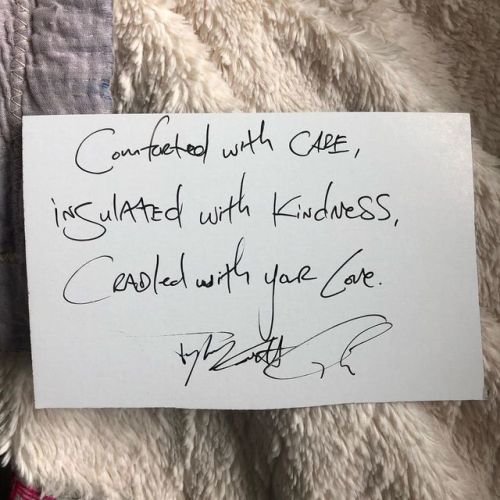 Comforted with CARE,
iNSulATEd with KiNdNeSS,
CRADled with youR Love.